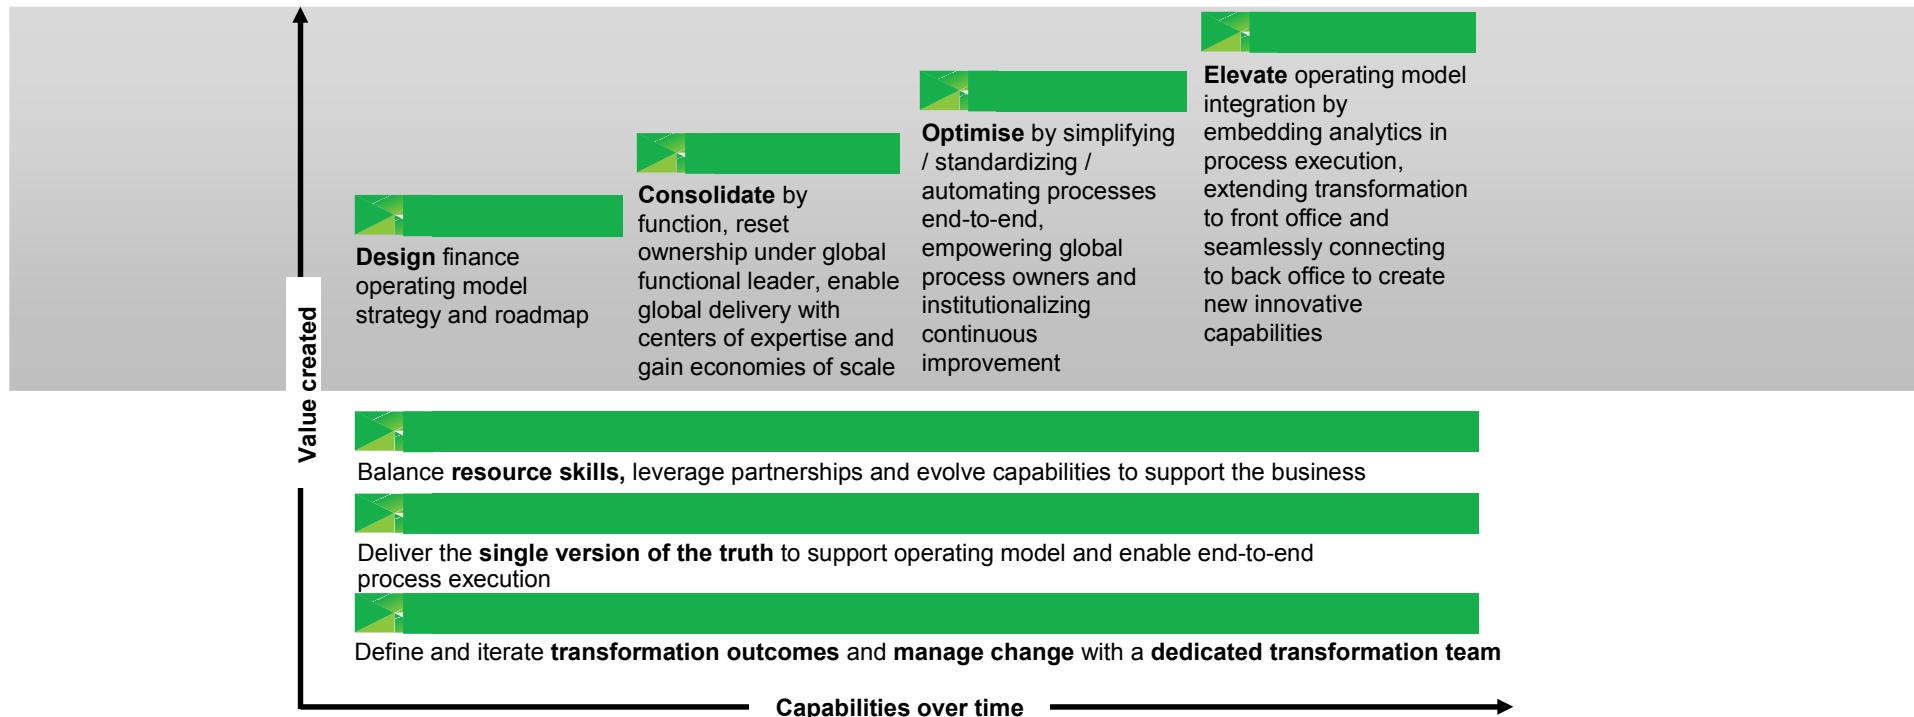 Design finance
operating model
strategy and roadmap
Consolidate by
function, reset
ownership under global
functional leader, enable
global delivery with
centers of expertise and
gain economies of scale
Optimise by simplifying
/ standardizing /
automating processes
end-to-end,
empowering global
process owners and
institutionalizing
continuous
improvement
Elevate operating model
integration by
embedding analytics in
process execution,
extending transformation
to front office and
seamlessly connecting
to back office to create
new innovative
capabilities
Value created
Balance resource skills, leverage partnerships and evolve capabilities to support the business
Deliver the single version of the truth to support operating model and enable end-to-end
process execution
Define and iterate transformation outcomes and manage change with a dedicated transformation team
Capabilities over time